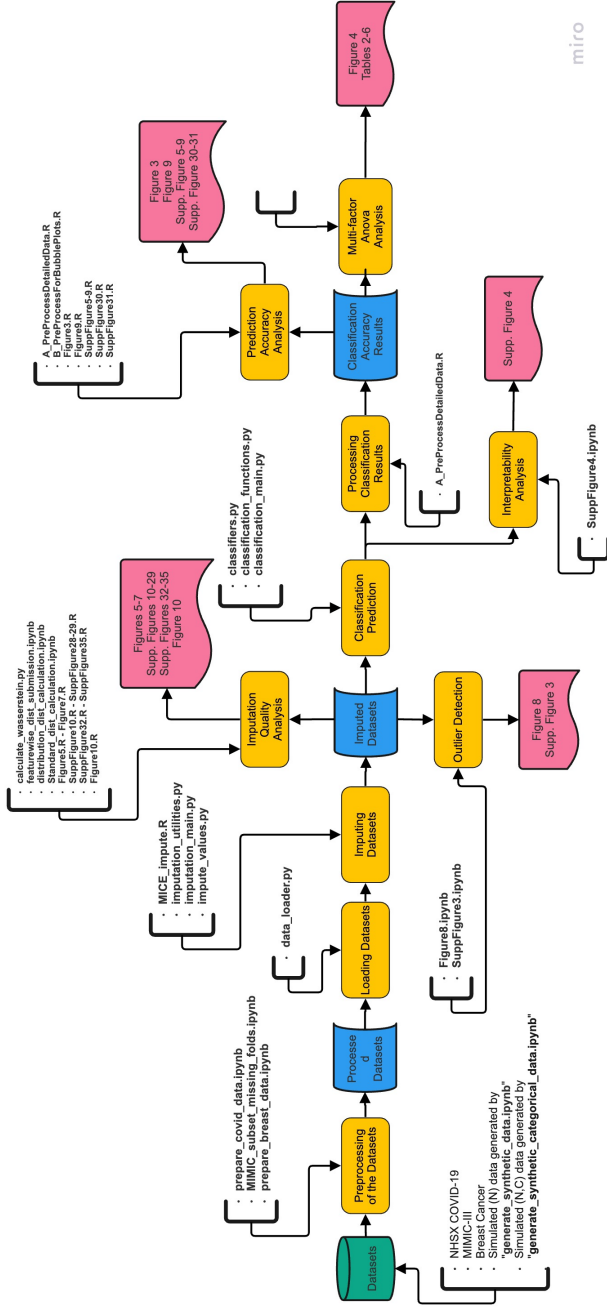 Datasets
· NHSX COVID-19
· MIMIC-III
· Breast Cancer
· Simulated (N) data generated by
"generate_synthetic_data.ipynb"
· Simulated (N,C) data generated by
"generate_synthetic_categorical_data.ipynb"
· prepare_covid_data.ipynb
· MIMIC_subset_missing_folds.ipynb
· prepare_breast_data.ipynb
Preprocessing
of the Datasets
Processe
d
Datasets
· data_loader.py
Loading Datasets
· MICE_impute.R
· imputation_utilities.py
· imputation_main.py
· impute_values.py
Imputing
Datasets
· calculate_wasserstein.py
· featurewise_dist_submission.ipynb
· distribution_dist_calculation.ipynb
· Standard_dist_calculation.ipynb
· Figure5.R - Figure7.R
· SuppFigure10.R - SuppFigure28-29.R
· SuppFigure32.R - SuppFigure35.R
· Figure10.R
Imputation
Quality
Analysis
Figures 5-7
Supp. Figures 10-29
Supp. Figures 32-35
Figure 10
Imputed
Datasets
· Figure8.ipynb
· SuppFigure3.ipynb
Outlier Detection
Figure 8
Supp. Figure 3
· classifiers.py
· classification_functions.py
· classification_main.py
Classification
Prediction
Processing
Classification
Results
· A_PreProcessDetailedData.R
· SuppFigure4.ipynb
Interpretability
Analysis
Supp. Figure 4
· A_PreProcessDetailedData.R
· B_PreProcessForBubblePlots.R
· Figure3.R
· Figure9.R
· SuppFigure5-9.R
· SuppFigure30.R
· SuppFigure31.R
Prediction
Accuracy
Analysis
Figure 3
Figure 9
Supp. Figure 5-9
Supp. Figure 30-31
Classification
Accuracy
Results
Multi-factor
Anova
Analysis
Figure 4
Tables 2-6
miro